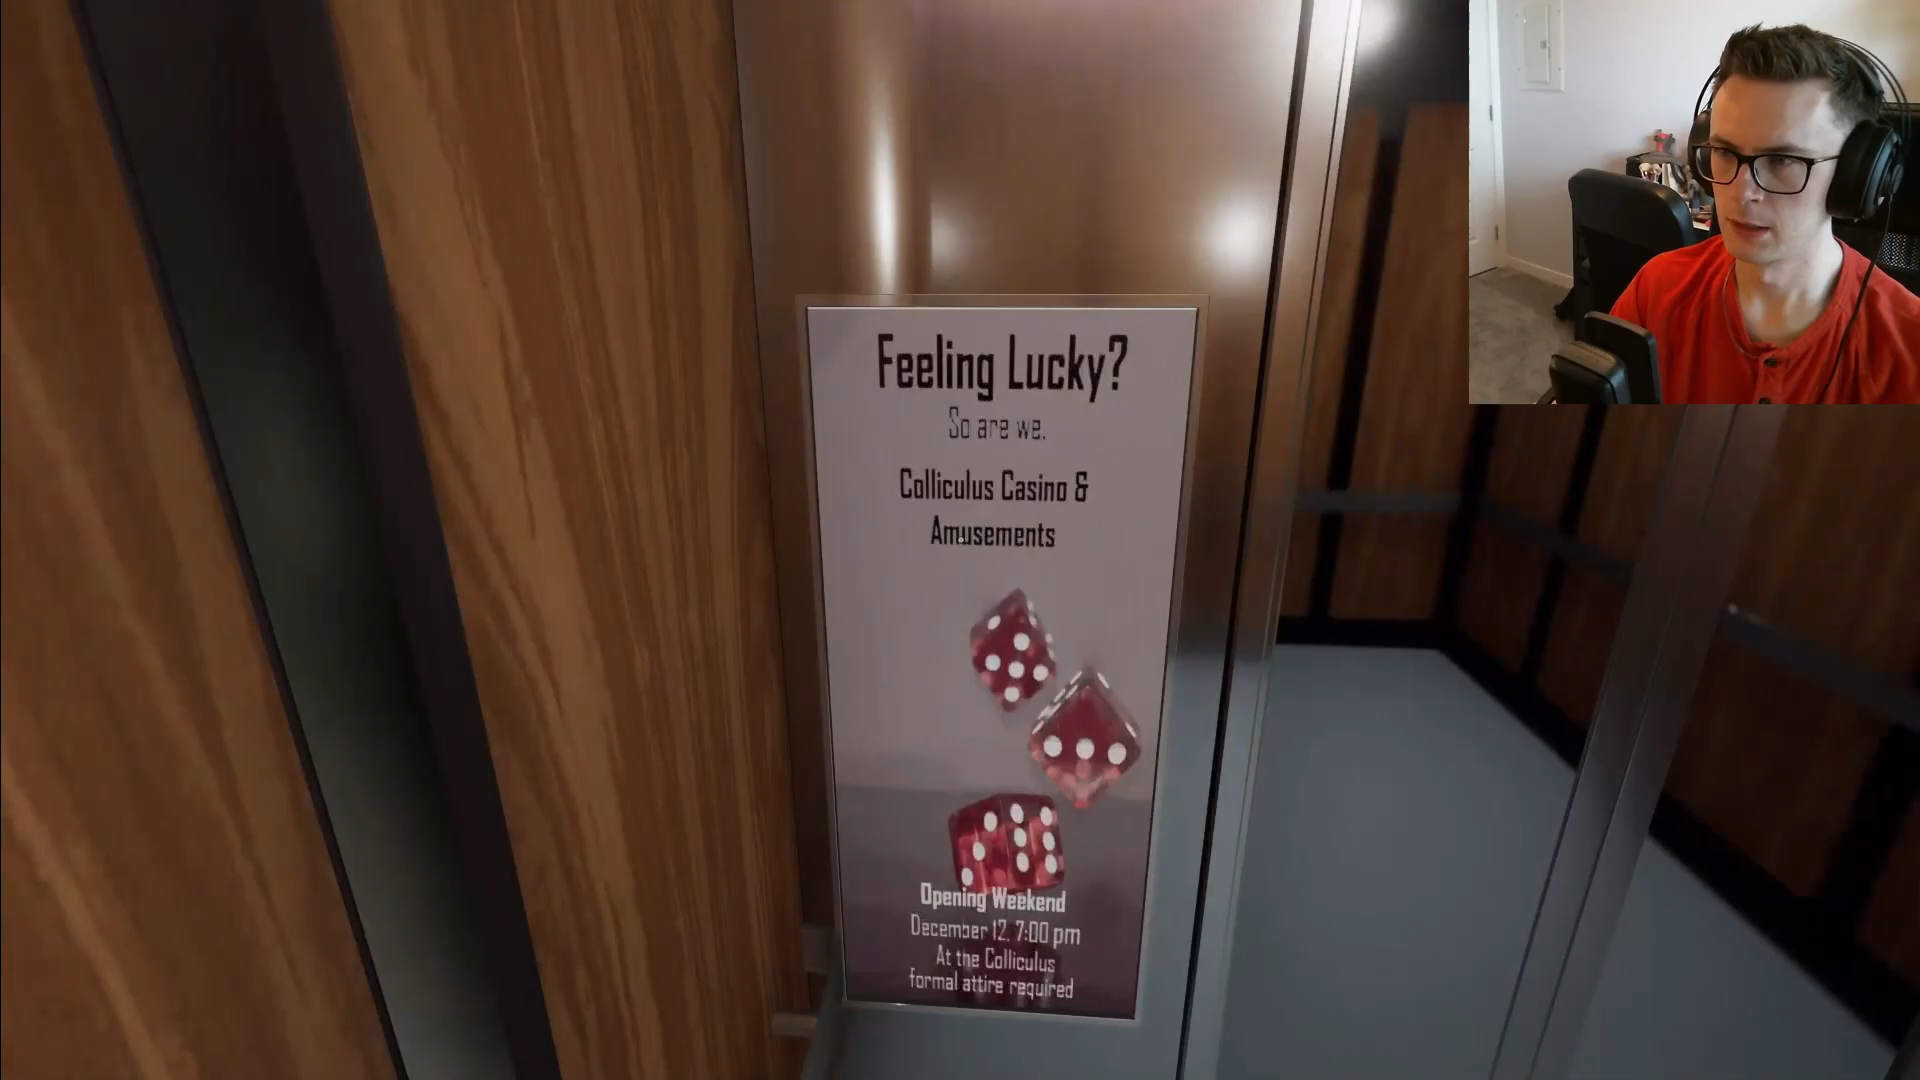 Feeling Lucky?
So are we.
Colliculus Casino &
Amusements
Opening Weekend
December 12, 7:00 pm
At the Colliculus
formal attire required